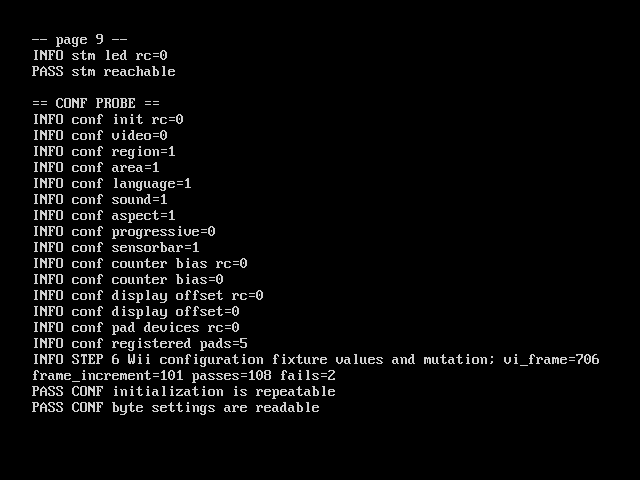 -- page 9 --
INFO stm led rc=0
PASS stm reachable
== CONF PROBE ==
INFO conf init rc=0
INFO conf video=0
INFO conf region=1
INFO conf area=1
INFO conf language=1
INFO conf sound=1
INFO conf aspect=1
INFO conf progressive=0
INFO conf sensorbar=1
INFO conf counter bias rc=0
INFO conf counter bias=0
INFO conf display offset rc=0
INFO conf display offset=0
INFO conf pad devices rc=0
INFO conf registered pads=5
INFO STEP 6 Wii configuration fixture values and mutation; vi_frame=706
frame_increment=101 passes=108 fails=2
PASS CONF initialization is repeatable
PASS CONF byte settings are readable